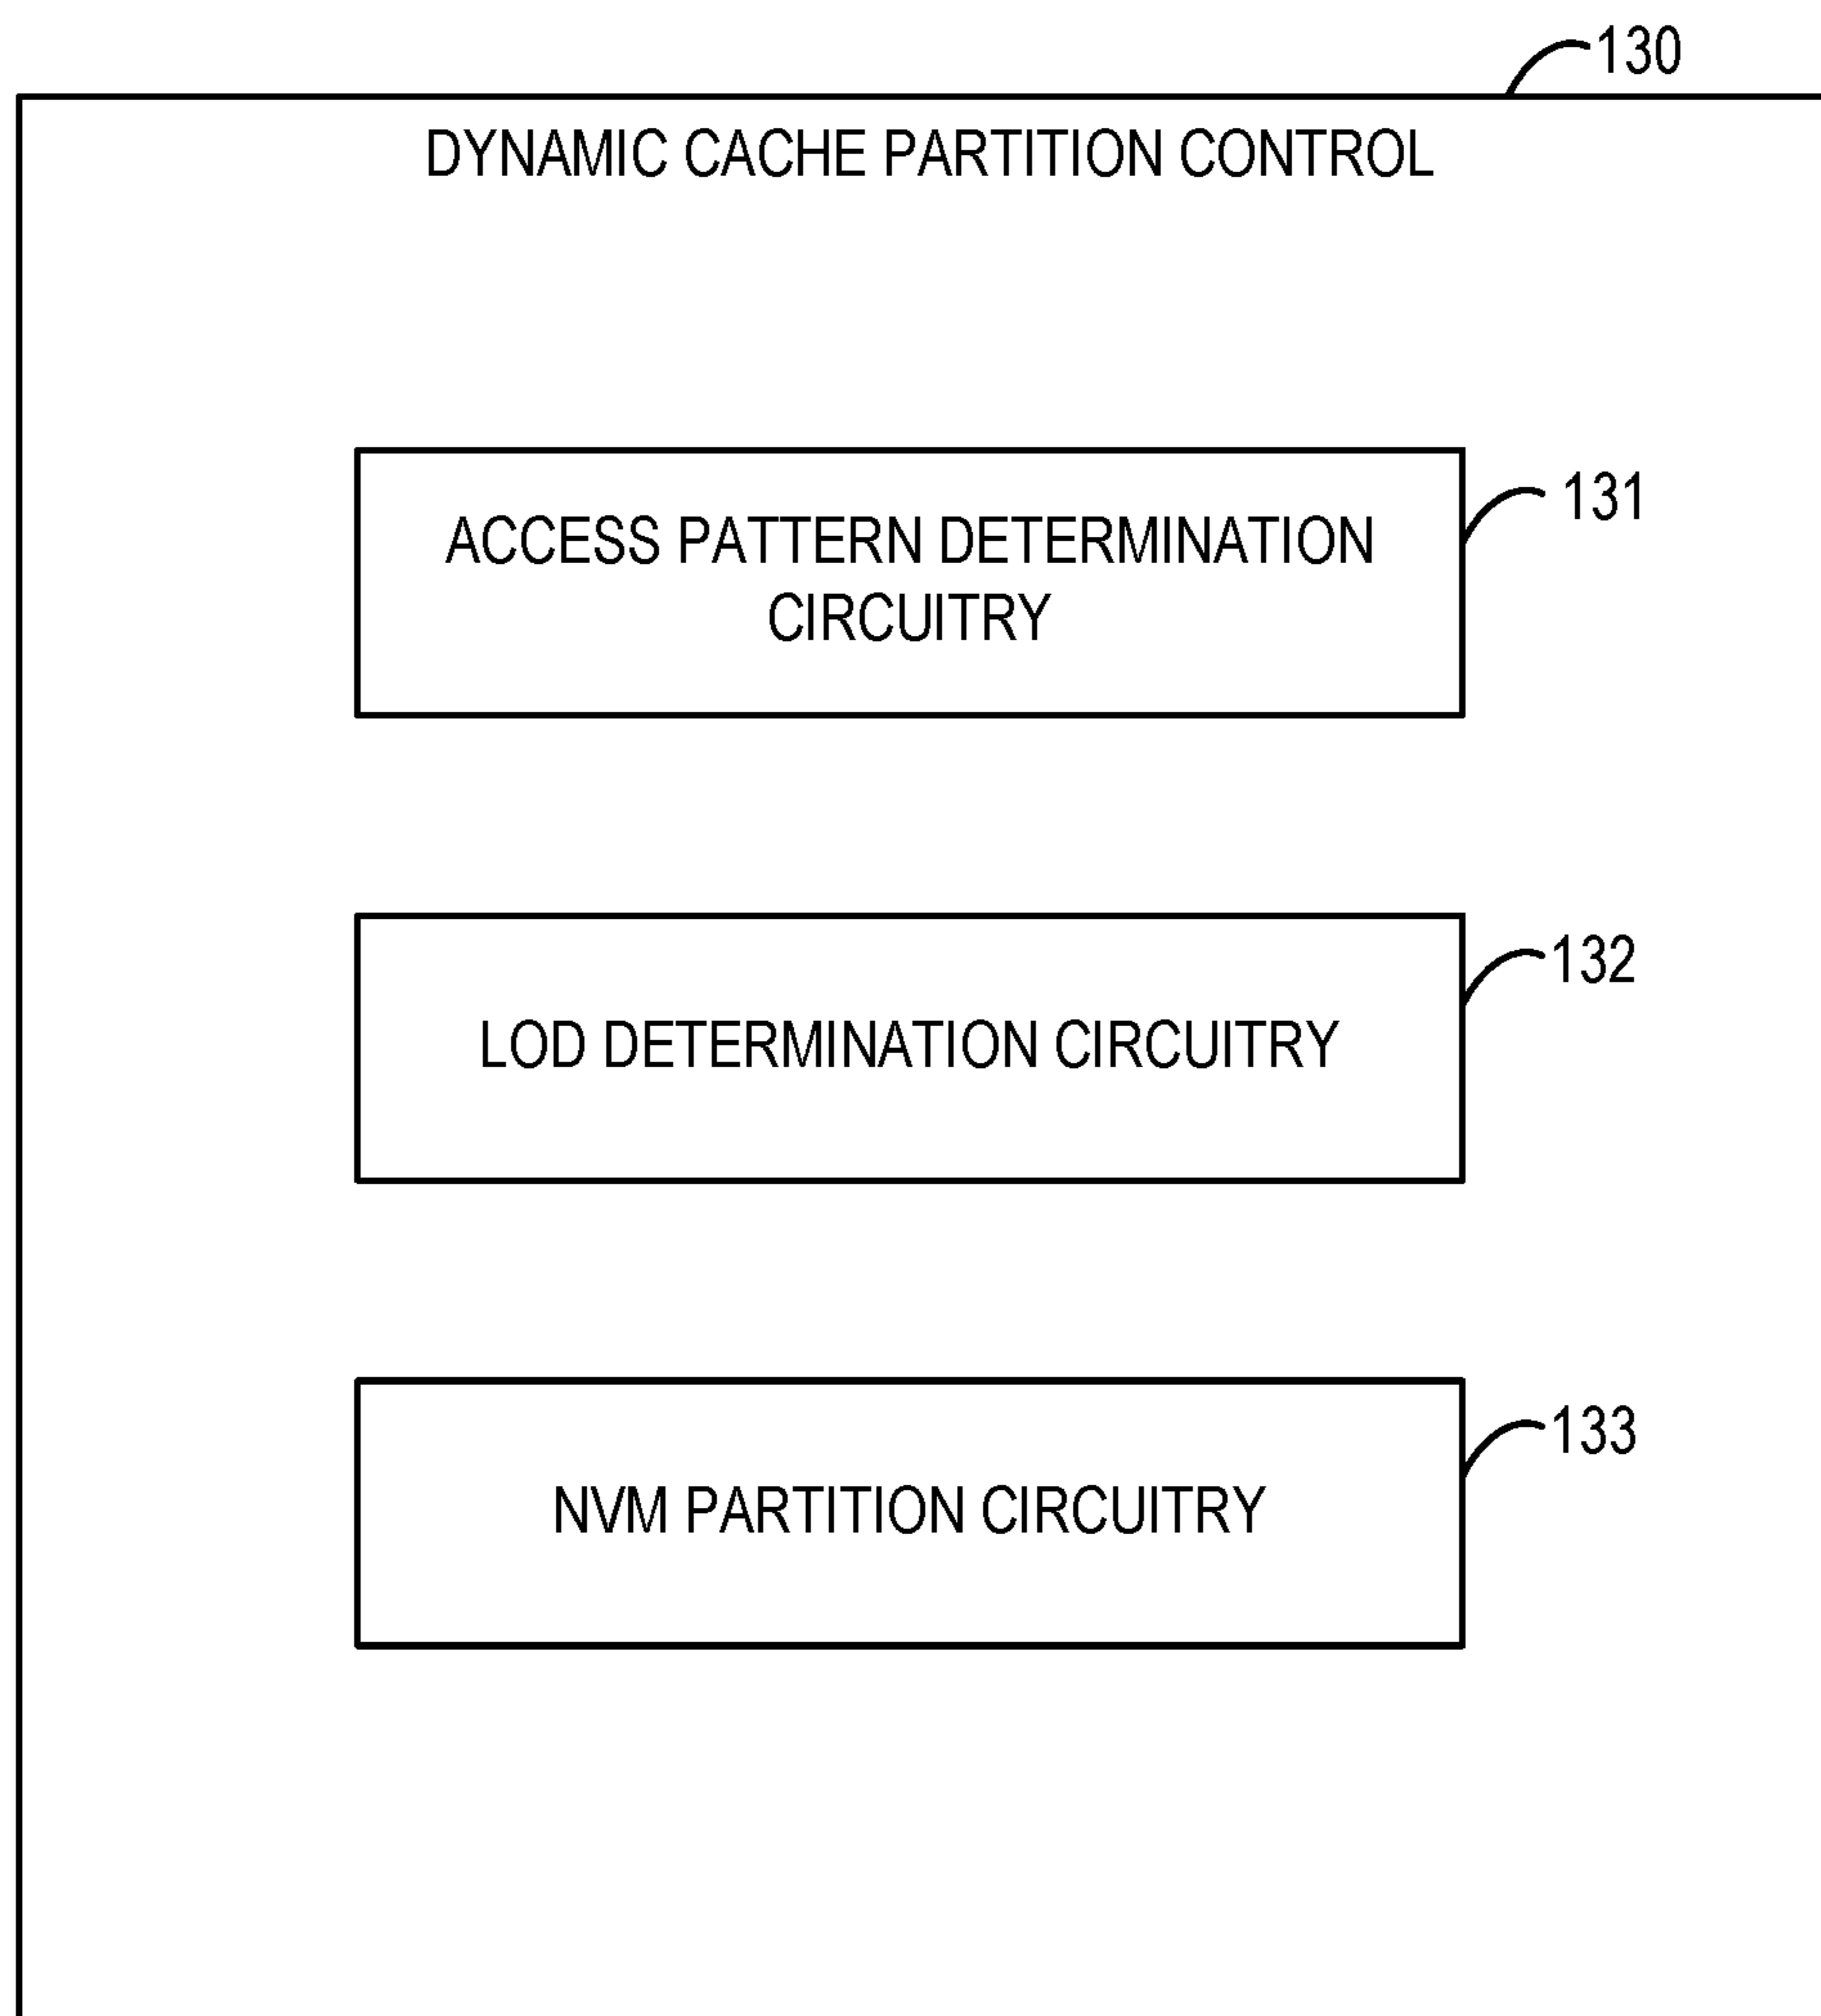 130
DYNAMIC CACHE PARTITION CONTROL
131
ACCESS PATTERN DETERMINATION
CIRCUITRY
132
LOD DETERMINATION CIRCUITRY
133
NVM PARTITION CIRCUITRY